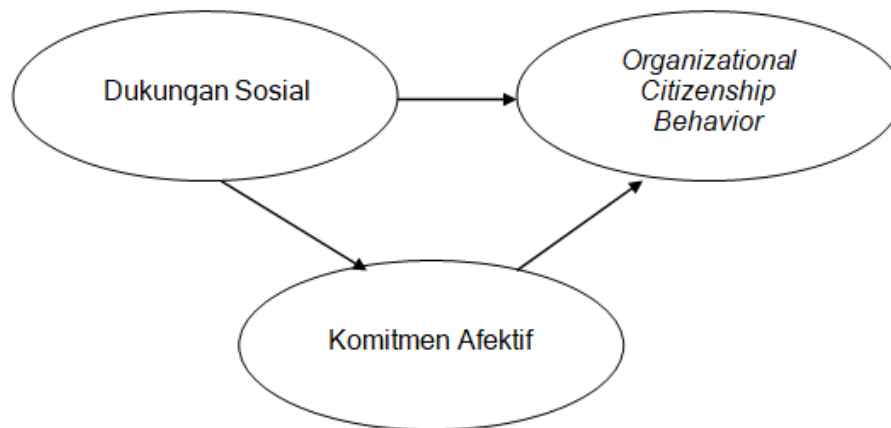 Dukungan Sosial
Organizational
Citizenship
Behavior
Komitmen Afektif